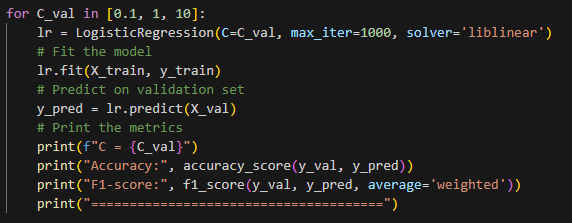 for C_val in [0.1, 1, 10]:
    lr = LogisticRegression(C=C_val, max_iter=1000, solver='liblinear')
    # Fit the model
    lr.fit(X_train, y_train)
    # Predict on validation set
    y_pred = lr.predict(X_val)
    # Print the metrics
    print(f"C = {C_val}")
    print("Accuracy:", accuracy_score(y_val, y_pred))
    print("F1-score:", f1_score(y_val, y_pred, average='weighted'))
    print("======================================")